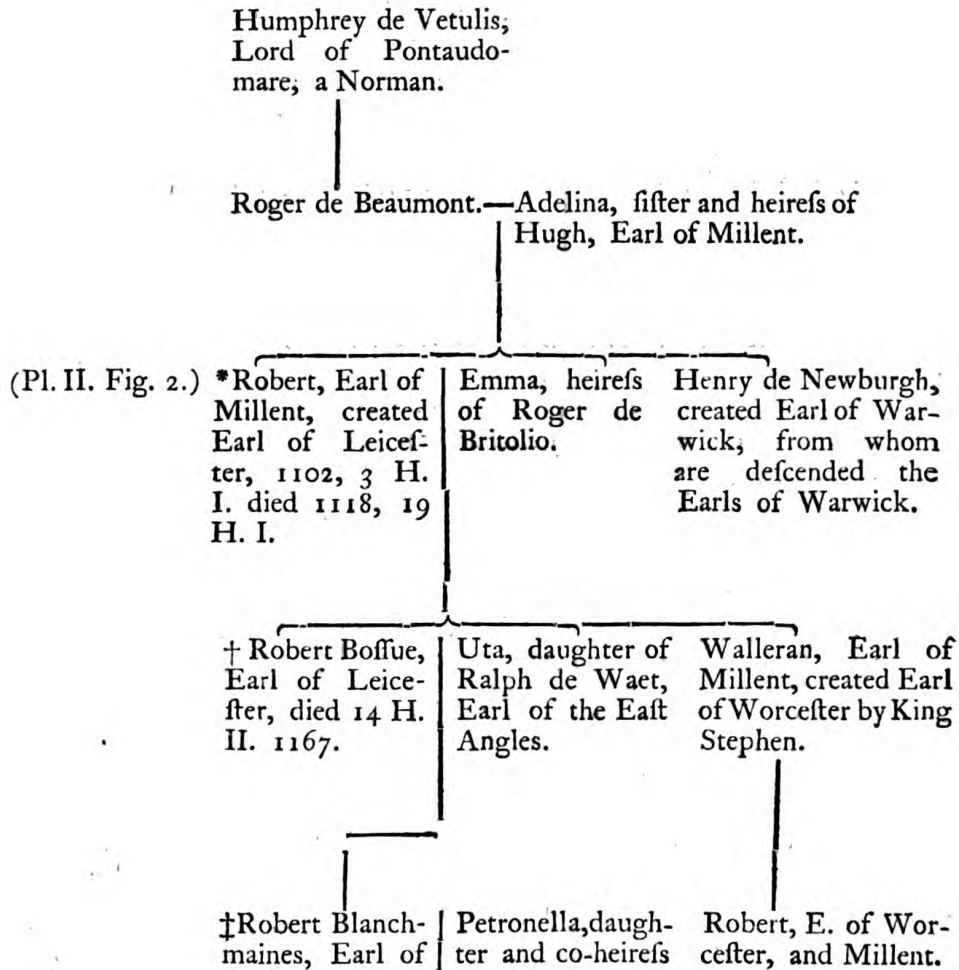 Humphrey de Vetulis,
Lord of Pontaudo-
mare, a Norman.
Roger de Beaumont.—Adelina, ſiſter and heireſs of
Hugh, Earl of Millent.
(Pl. II. Fig. 2.)
*Robert, Earl of
Millent, created
Earl of Leiceſ-
ter, 1102, 3 H.
I. died 1118, 19
H. I.
Emma, heireſs
of Roger de
Britolio.
Henry de Newburgh,
created Earl of War-
wick, from whom
are deſcended the
Earls of Warwick.
† Robert Boſſue,
Earl of Leice-
ſter, died 14 H.
II. 1167.
Uta, daughter of
Ralph de Waet,
Earl of the Eaſt
Angles.
Walleran, Earl of
Millent, created Earl
of Worceſter by King
Stephen.
‡Robert Blanch-
maines, Earl of
Petronella, daugh-
ter and co-heireſs
Robert, E. of Wor-
ceſter, and Millent.